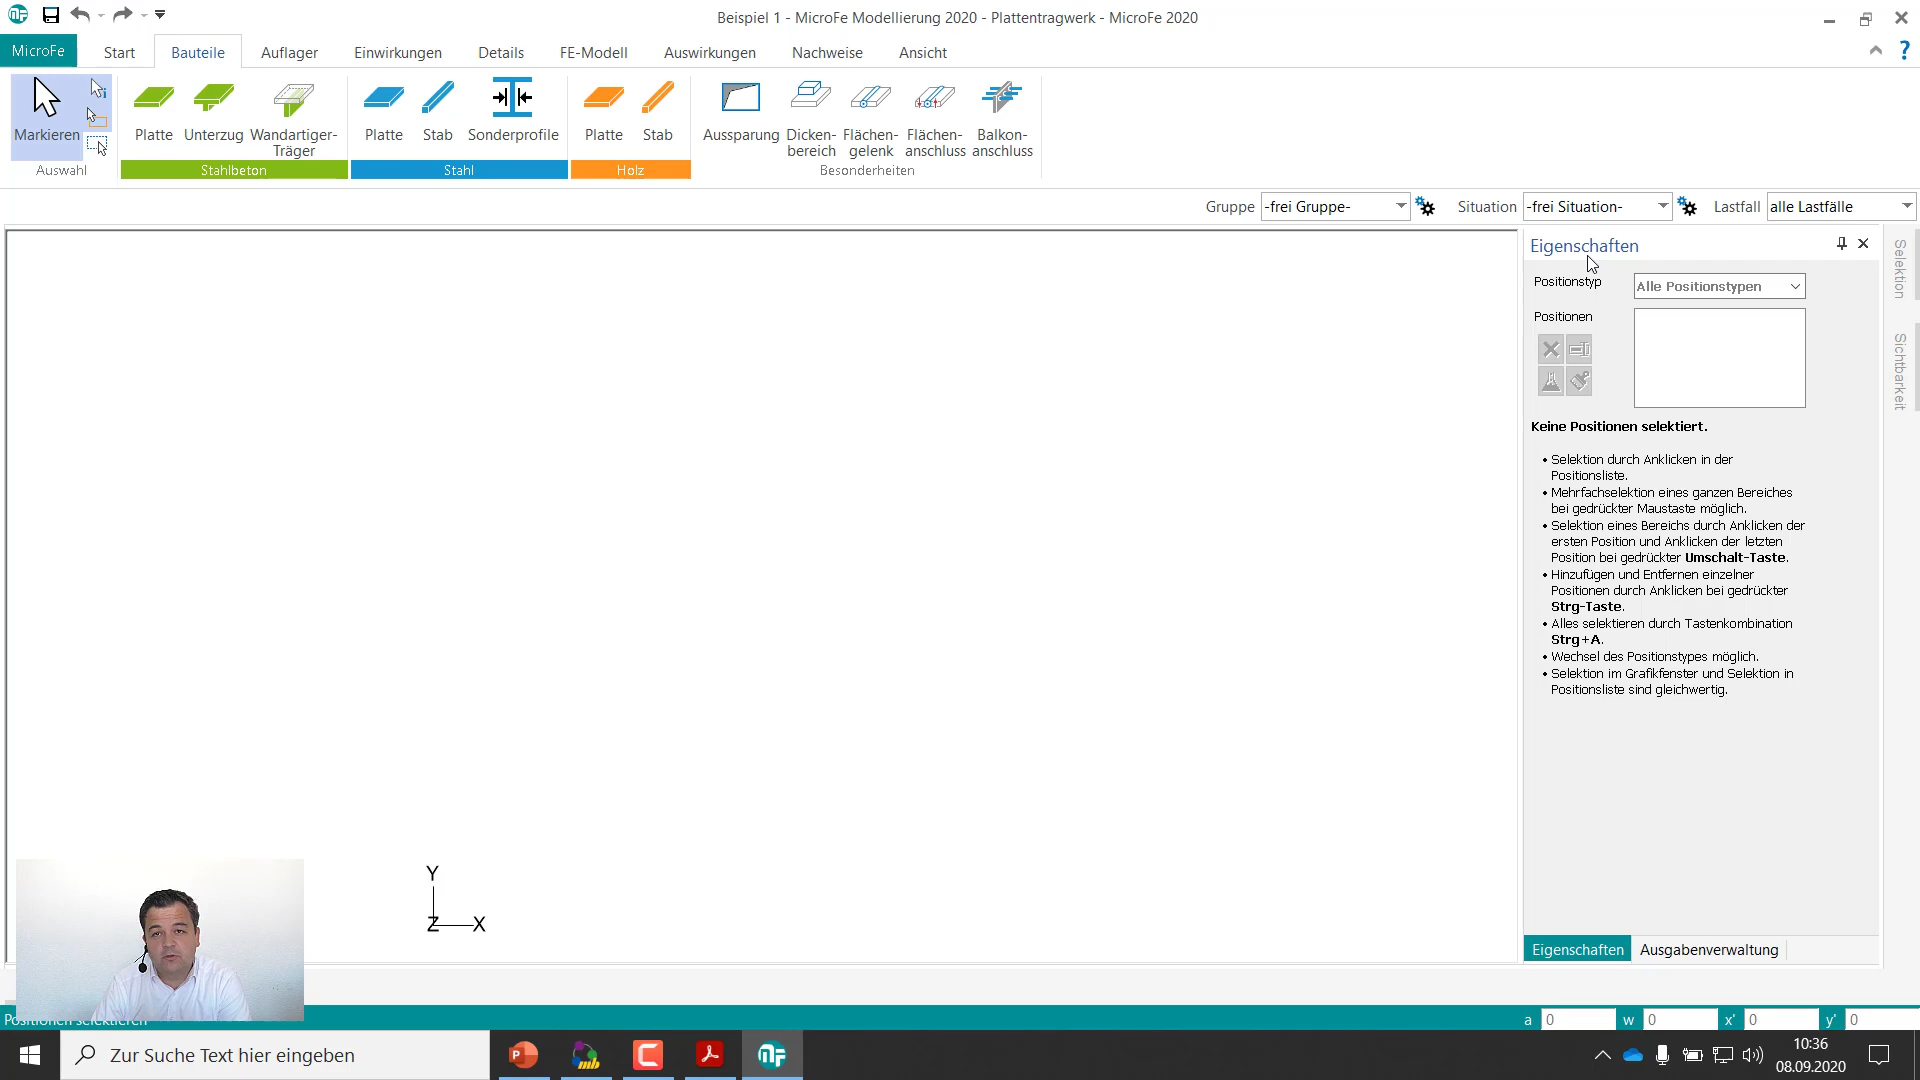 Beispiel 1 - MicroFe Modellierung 2020 - Plattentragwerk - MicroFe 2020
MicroFe Start Bauteile Auflager Einwirkungen Details FE-Modell Auswirkungen Nachweise Ansicht ?
Markieren
Auswahl
Platte Unterzug Wandartiger-
Träger
Stahlbeton
Platte Stab Sonderprofile
Stahl
Platte Stab
Holz
Aussparung Dicken- Flächen- Flächen- Balkon-
bereich gelenk anschluss anschluss
Besonderheiten
Gruppe -frei Gruppe- Situation -frei Situation- Lastfall alle Lastfälle
Eigenschaften
Positionstyp Alle Positionstypen
Positionen
Keine Positionen selektiert.
• Selektion durch Anklicken in der
Positionsliste.
• Mehrfachselektion eines ganzen Bereiches
bei gedrückter Maustaste möglich.
• Selektion eines Bereichs durch Anklicken der
ersten Position und Anklicken der letzten
Position bei gedrückter Umschalt-Taste.
• Hinzufügen und Entfernen einzelner
Positionen durch Anklicken bei gedrückter
Strg-Taste.
• Alles selektieren durch Tastenkombination
Strg+A.
• Wechsel des Positionstypes möglich.
• Selektion im Grafikfenster und Selektion in
Positionsliste sind gleichwertig.
Selektion
Sichtbarkeit
Y
Z X
Eigenschaften Ausgabenverwaltung
Positionen selektieren
a 0 w 0 x' 0 y' 0
Zur Suche Text hier eingeben
10:36
08.09.2020